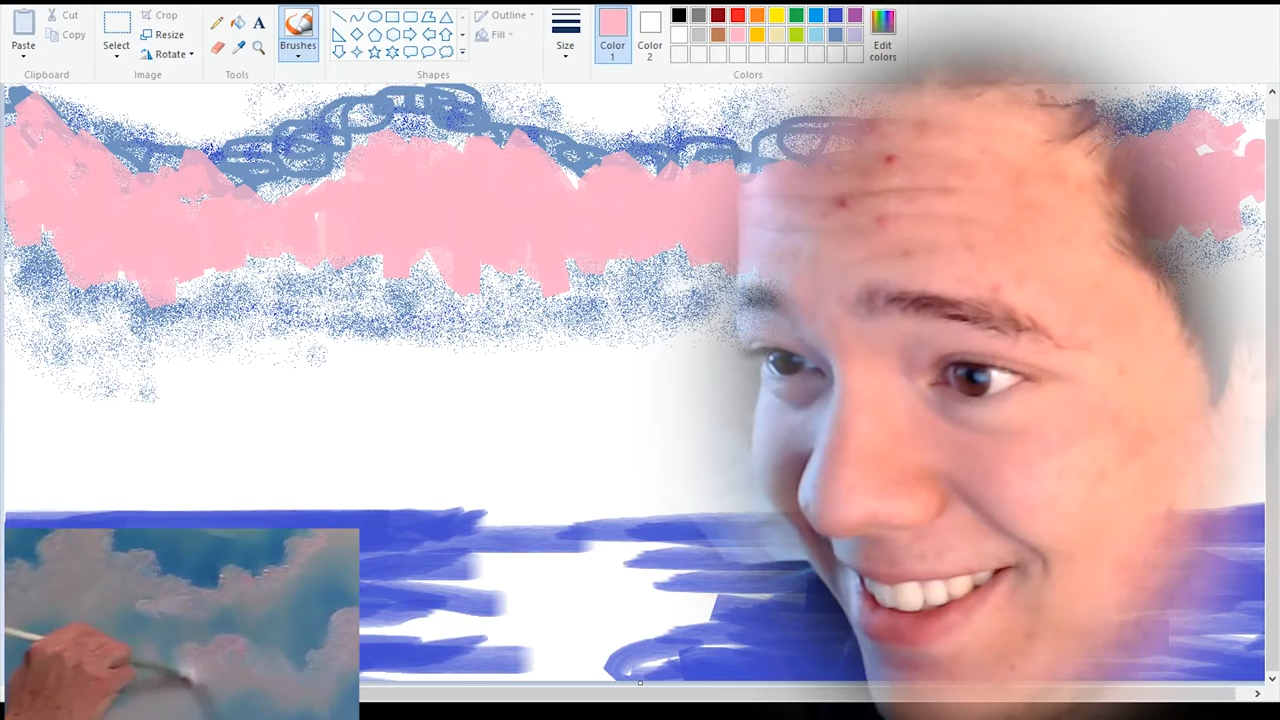 Cut
Copy
Paste
Clipboard
Crop
Resize
Rotate
Select
Image
A
Tools
Brushes
Outline
Fill
Shapes
Size
Color
1
Color
2
Edit
colors
Colors